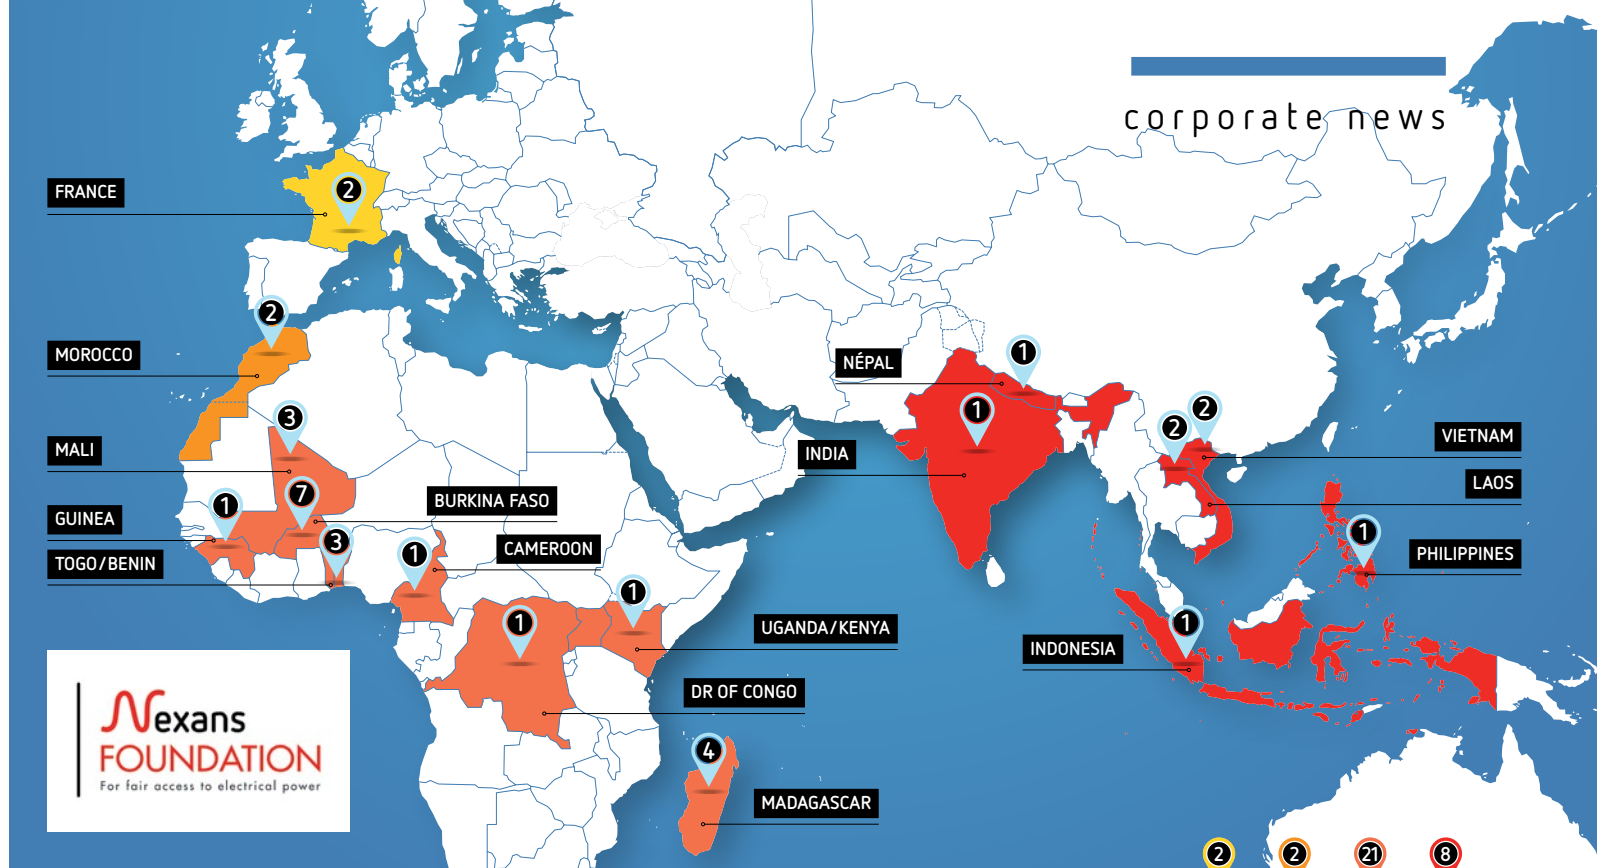 corporate news
FRANCE
2
2
MOROCCO
NÉPAL
1
1
3
2
2
MALI
INDIA
VIETNAM
7
BURKINA FASO
LAOS
1
GUINEA
3
CAMEROON
1
PHILIPPINES
TOGO/BENIN
1
1
1
UGANDA/KENYA
1
INDONESIA
DR OF CONGO
Nexans
FOUNDATION
For fair access to electrical power
4
MADAGASCAR
2 2 21 8